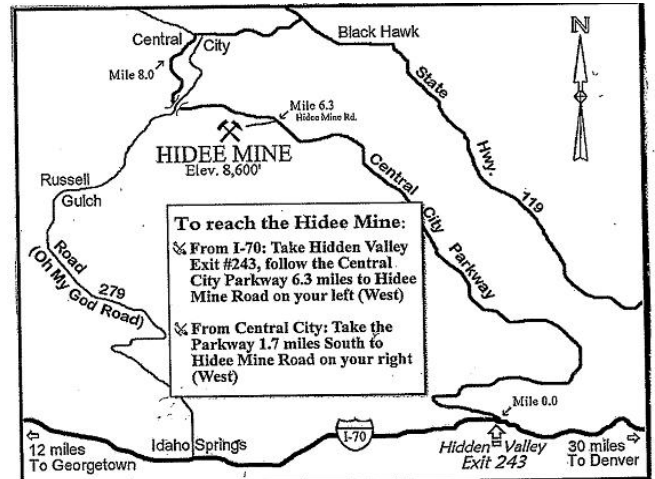 Central City
Black Hawk
N
Mile 8.0
Mile 6.3
Hidee Mine Rd.
State Hwy. 119
HIDEE MINE
Elev. 8,600'
Central City Parkway
Russell
Gulch
Road 279
(Oh My God Road)
To reach the Hidee Mine:
From I-70: Take Hidden Valley
Exit #243, follow the Central
City Parkway 6.3 miles to Hidee
Mine Road on your left (West)
From Central City: Take the
Parkway 1.7 miles South to
Hidee Mine Road on your right
(West)
Mile 0.0
12 miles
To Georgetown
Idaho Springs
I-70
Hidden Valley
Exit 243
30 miles
To Denver